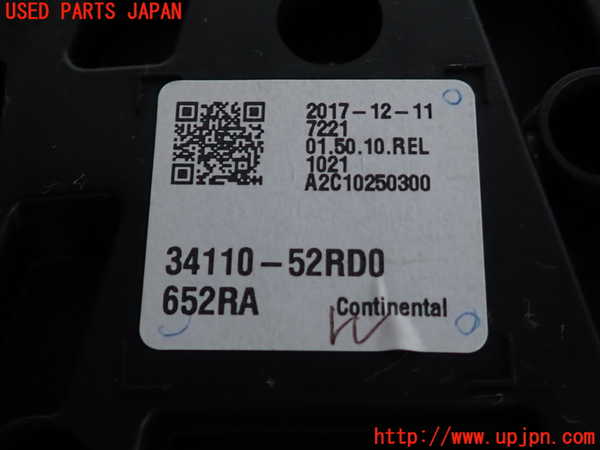 USED PARTS JAPAN
2017-12-11
7221
01.50.10.REL
1021
A2C10250300
34110-52RD0
652RA
Continental
http://www.upjpn.com/